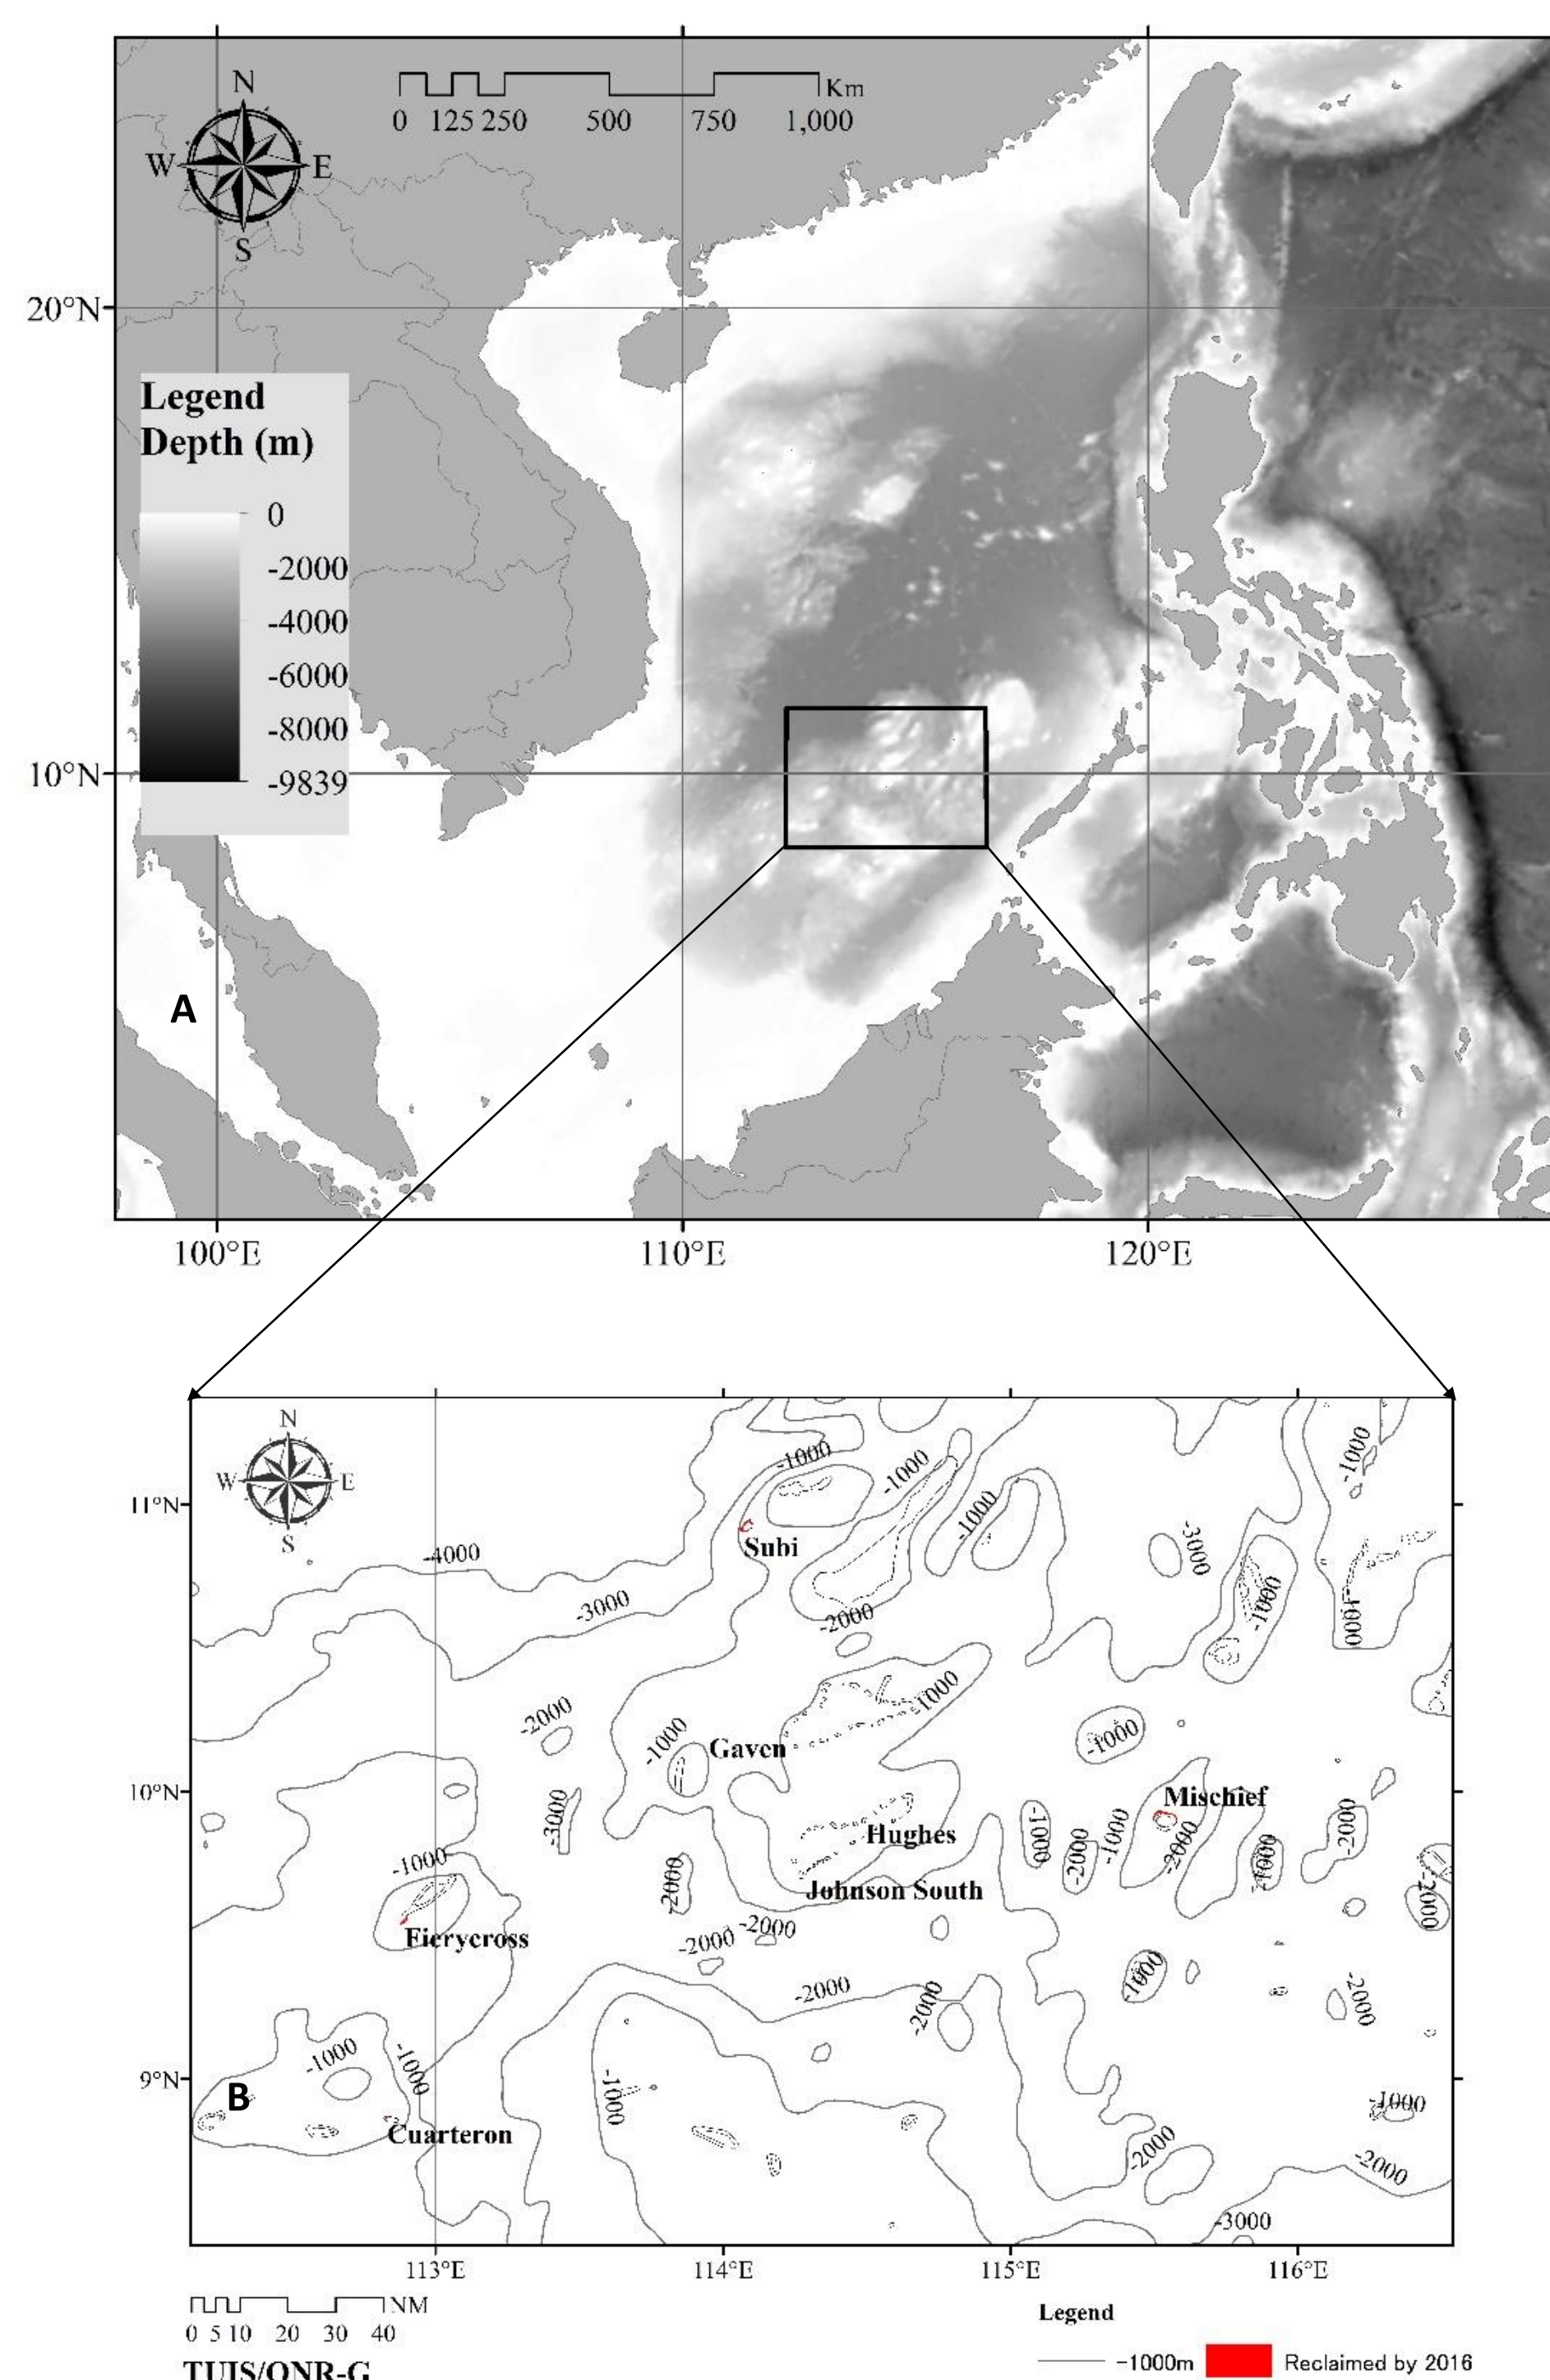 N
W E
S
Km
0 125 250 500 750 1,000
20°N
Legend
Depth (m)
0
-2000
-4000
-6000
-8000
-9839
10°N
A
100°E 110°E 120°E
N
W E
S
-1000
-1000
-1000
-1000
11°N
Subi
-4000
-3000
-3000
-2000
-1000
-1000
-1000
-2000
-1000
Gaven
-1000
10°N
Mischief
-3000
Hughes
-1000
-2000
-1000
-2000
-1000
-2000
-1000
-2000
Johnson South
-2000
Fierycross
-2000
-2000
-1000
-2000
-2000
-2000
-1000
-1000
9°N
B
-1000
-1000
Cuarteron
-2000
-2000
-3000
113°E 114°E 115°E 116°E
NM
0 5 10 20 30 40
TUIS/ONR-G
Legend
-1000m Reclaimed by 2016